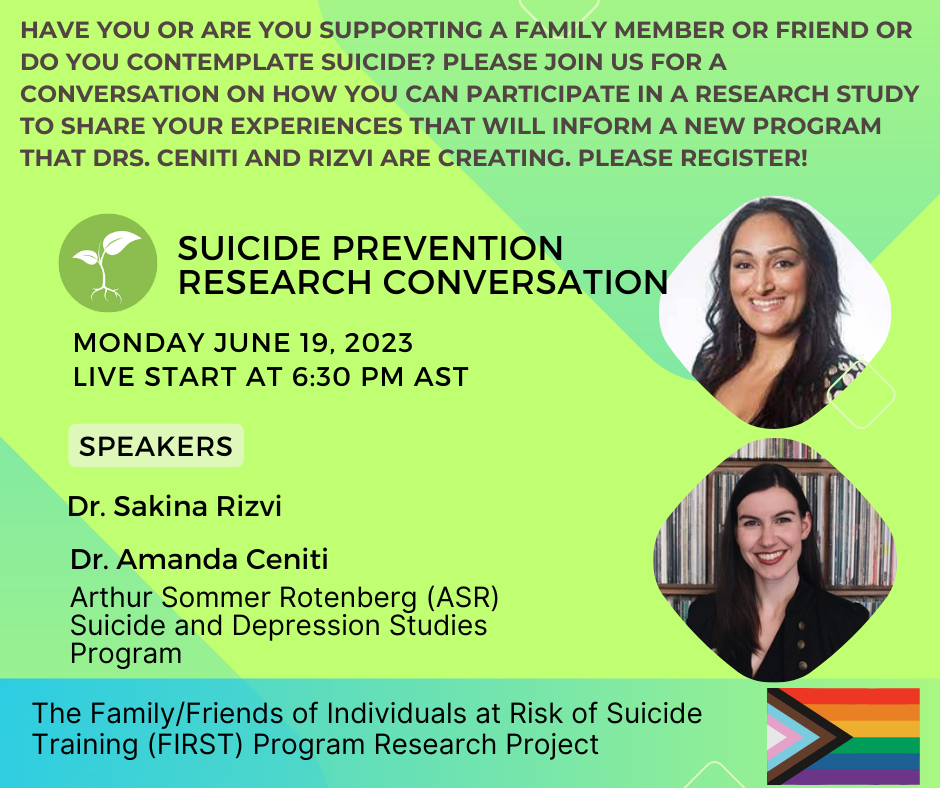 HAVE YOU OR ARE YOU SUPPORTING A FAMILY MEMBER OR FRIEND OR
DO YOU CONTEMPLATE SUICIDE? PLEASE JOIN US FOR A
CONVERSATION ON HOW YOU CAN PARTICIPATE IN A RESEARCH STUDY
TO SHARE YOUR EXPERIENCES THAT WILL INFORM A NEW PROGRAM
THAT DRS. CENITI AND RIZVI ARE CREATING. PLEASE REGISTER!
SUICIDE PREVENTION
RESEARCH CONVERSATION
MONDAY JUNE 19, 2023
LIVE START AT 6:30 PM AST
SPEAKERS
Dr. Sakina Rizvi
Dr. Amanda Ceniti
Arthur Sommer Rotenberg (ASR)
Suicide and Depression Studies
Program
The Family/Friends of Individuals at Risk of Suicide
Training (FIRST) Program Research Project